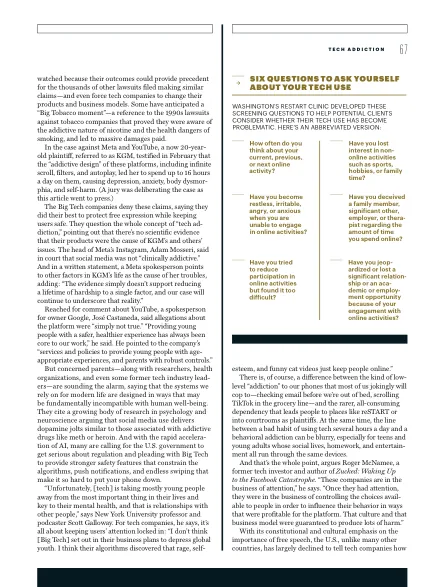 TECH ADDICTION
67
watched because their outcomes could provide precedent
for the thousands of other lawsuits filed making similar
claims—and even force tech companies to change their
products and business models. Some have anticipated a
"Big Tobacco moment"—a reference to the 1990s lawsuits
against tobacco companies that proved they were aware of
the addictive nature of nicotine and the health dangers of
smoking, and led to massive damages paid.
In the case against Meta and YouTube, a now 20-year-
old plaintiff, referred to as KGM, testified in February that
the "addictive design" of these platforms, including infinite
scroll, filters, and autoplay, led her to spend up to 16 hours
a day on them, causing depression, anxiety, body dysmor-
phia, and self-harm. (A jury was deliberating the case as
this article went to press.)
The Big Tech companies deny these claims, saying they
did their best to protect free expression while keeping
users safe. They question the whole concept of "tech ad-
diction," pointing out that there's no scientific evidence
that their products were the cause of KGM's and others'
issues. The head of Meta's Instagram, Adam Mosseri, said
in court that social media was not "clinically addictive."
And in a written statement, a Meta spokesperson points
to other factors in KGM's life as the cause of her troubles,
adding: "The evidence simply doesn't support reducing
a lifetime of hardship to a single factor, and our case will
continue to underscore that reality."
Reached for comment about YouTube, a spokesperson
for owner Google, José Castaneda, said allegations about
the platform were "simply not true." "Providing young
people with a safer, healthier experience has always been
core to our work," he said. He pointed to the company's
"services and policies to provide young people with age-
appropriate experiences, and parents with robust controls."
But concerned parents—along with researchers, health
organizations, and even some former tech industry lead-
ers—are sounding the alarm, saying that the systems we
rely on for modern life are designed in ways that may
be fundamentally incompatible with human well-being.
They cite a growing body of research in psychology and
neuroscience arguing that social media use delivers
dopamine jolts similar to those associated with addictive
drugs like meth or heroin. And with the rapid accelera-
tion of AI, many are calling for the U.S. government to
get serious about regulation and pleading with Big Tech
to provide stronger safety features that constrain the
algorithms, push notifications, and endless swiping that
make it so hard to put your phone down.
"Unfortunately, [tech] is taking mostly young people
away from the most important thing in their lives and
key to their mental health, and that is relationships with
other people," says New York University professor and
podcaster Scott Galloway. For tech companies, he says, it's
all about keeping users' attention locked in: "I don't think
[Big Tech] set out in their business plans to depress global
youth. I think their algorithms discovered that rage, self-
SIX QUESTIONS TO ASK YOURSELF
ABOUT YOUR TECH USE
WASHINGTON'S RESTART CLINIC DEVELOPED THESE
SCREENING QUESTIONS TO HELP POTENTIAL CLIENTS
CONSIDER WHETHER THEIR TECH USE HAS BECOME
PROBLEMATIC. HERE'S AN ABBREVIATED VERSION:
How often do you
think about your
current, previous,
or next online
activity?
Have you lost
interest in non-
online activities
such as sports,
hobbies, or family
time?
Have you become
restless, irritable,
angry, or anxious
when you are
unable to engage
in online activities?
Have you deceived
a family member,
significant other,
employer, or thera-
pist regarding the
amount of time
you spend online?
Have you tried
to reduce
participation in
online activities
but found it too
difficult?
Have you jeop-
ardized or lost a
significant relation-
ship or an aca-
demic or employ-
ment opportunity
because of your
engagement with
online activities?
esteem, and funny cat videos just keep people online."
There is, of course, a difference between the kind of low-
level "addiction" to our phones that most of us jokingly will
cop to—checking email before we're out of bed, scrolling
TikTok in the grocery line—and the rarer, all-consuming
dependency that leads people to places like reSTART or
into courtrooms as plaintiffs. At the same time, the line
between a bad habit of using tech several hours a day and a
behavioral addiction can be blurry, especially for teens and
young adults whose social lives, homework, and entertain-
ment all run through the same devices.
And that's the whole point, argues Roger McNamee, a
former tech investor and author of Zucked: Waking Up
to the Facebook Catastrophe. "These companies are in the
business of attention," he says. "Once they had attention,
they were in the business of controlling the choices avail-
able to people in order to influence their behavior in ways
that were profitable for the platform. That culture and that
business model were guaranteed to produce lots of harm."
With its constitutional and cultural emphasis on the
importance of free speech, the U.S., unlike many other
countries, has largely declined to tell tech companies how